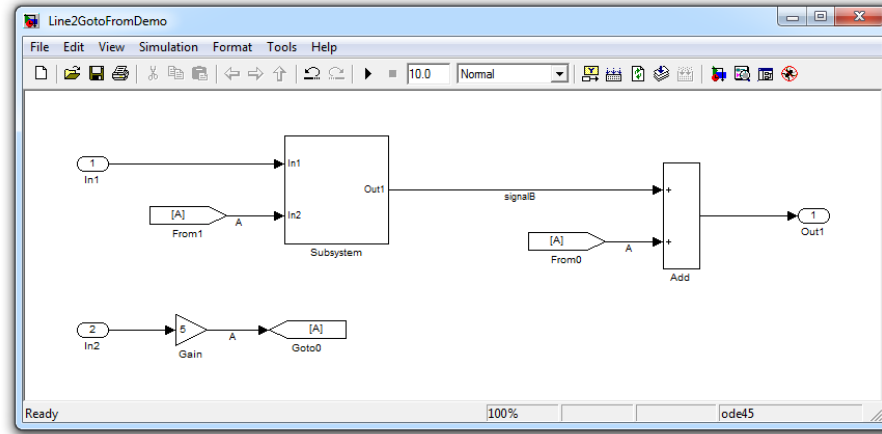 Line2GotoFromDemo
File Edit View Simulation Format Tools Help
10.0 Normal
1
In1
In1
Out1
In2
Subsystem
[A]
A
From1
signalB
[A]
A
From0
+
+
Add
1
Out1
2
In2
5
Gain
A
[A]
Goto0
Ready 100% ode45